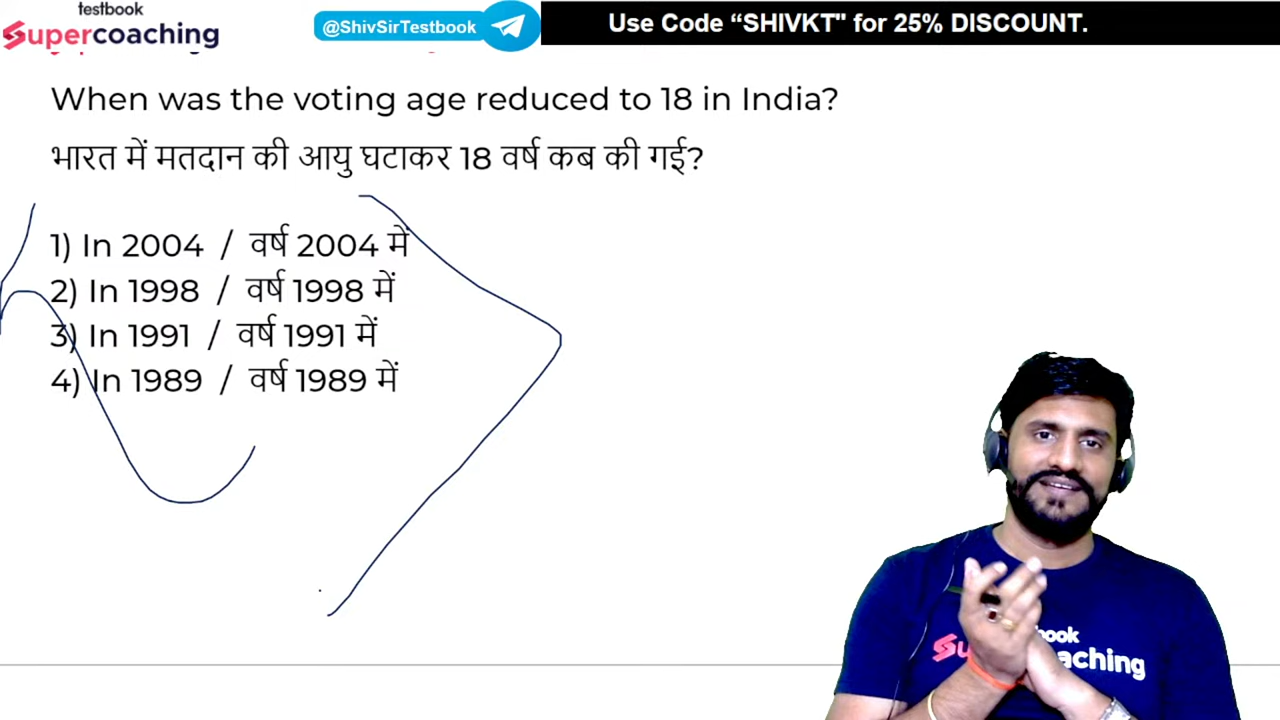 testbook
Supercoaching
@ShivSirTestbook
Use Code “SHIVKT" for 25% DISCOUNT.
When was the voting age reduced to 18 in India?
भारत में मतदान की आयु घटाकर 18 वर्ष कब की गई?
1) In 2004 / वर्ष 2004 में
2) In 1998 / वर्ष 1998 में
3) In 1991 / वर्ष 1991 में
4) In 1989 / वर्ष 1989 में